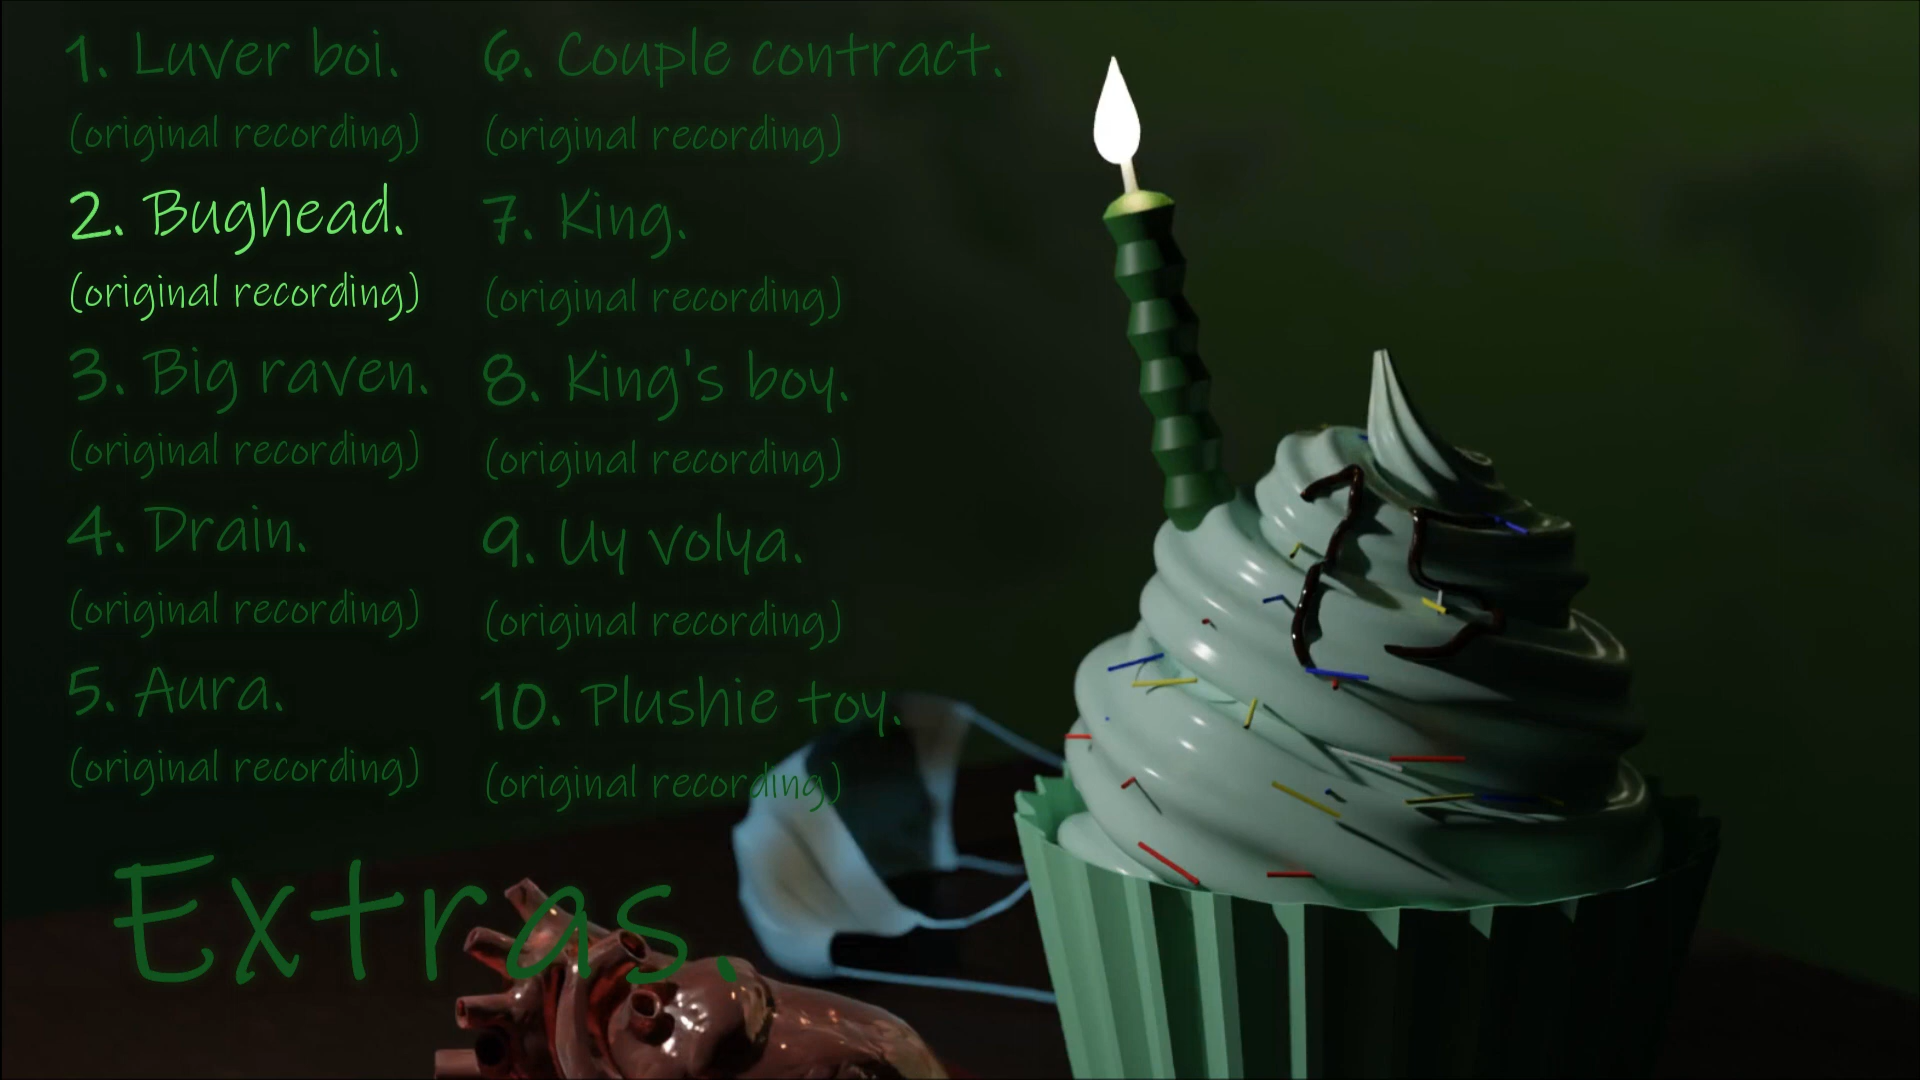 1. Luver boi.
(original recording)
2. Bughead.
(original recording)
3. Big raven.
(original recording)
4. Drain.
(original recording)
5. Aura.
(original recording)
6. Couple contract.
(original recording)
7. King.
(original recording)
8. King's boy.
(original recording)
9. Uy volya.
(original recording)
10. Plushie toy.
(original recording)
Extras.